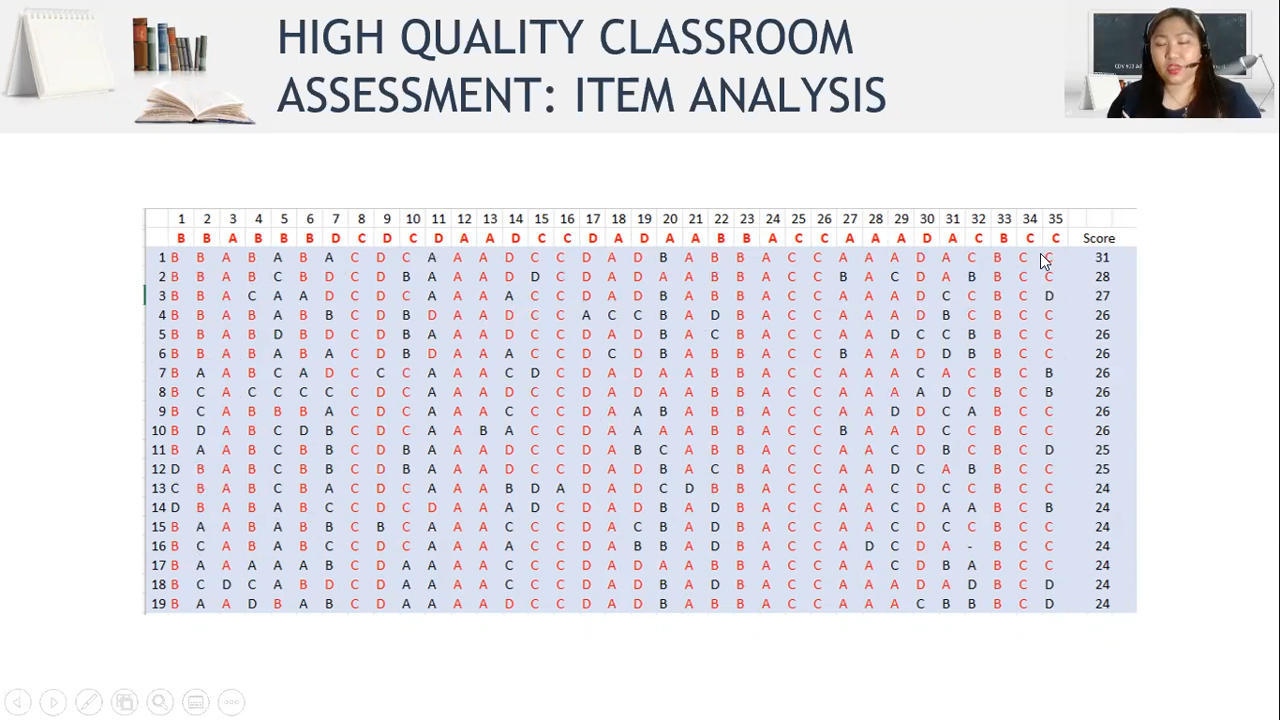 HIGH QUALITY CLASSROOM
ASSESSMENT: ITEM ANALYSIS
1 2 3 4 5 6 7 8 9 10 11 12 13 14 15 16 17 18 19 20 21 22 23 24 25 26 27 28 29 30 31 32 33 34 35
B B A B B B D C D C D A A D C C D A D A A B B A C C A A A D A C B C C Score
1 B B A B A B A C D C A A A D C C D A D B A B B A C C A A A D A C B C C 31
2 B B A B C B D C D B A A A D D C D A D A A B B A C C B A C D A B B C C 28
3 B B A C A A D C D C A A A A C C D A D B A B B A C C A A A D C C B C D 27
4 B B A B A B B C D B D A A D C C A C C B A D B A C C A A A D B C B C C 26
5 B B A B D B D C D B A A A D C C D A D B A C B A C C A A D C C B B C C 26
6 B B A B A B A C D B D A A A C C D C D B A B B A C C B A A D D B B C C 26
7 B A A B C A D C C C A A A C D C D A D A A B B A C C A A A C A C B C B 26
8 B C A C C C C C D C A A A D C C D A D A A B B A C C A A A A D C B C B 26
9 B C A B B B A C D C A A A C C C D A A B A B B A C C A A D D C A B C C 26
10 B D A B C D B C D C A A B A C C D A A A A B B A C C B A A D C C B C C 26
11 B A A B C B B C D B A A A D C C D A B C A B B A C C A A C D B C B C D 25
12 D B A B C B B C D B A A A D C C D A D B A C B A C C A A D C A B B C C 25
13 C B A B C B A C D C A A A B D A D A D C D B B A C C A A C D C C B C C 24
14 D B A B A B C C D C D A A A D C D A D B A D B A C C A A C D A A B C B 24
15 B A A B A B B C B C A A A C C C D A C B A D B A C C A A C D C C B C C 24
16 B C A B A B C C D C A A A A C C D A B B A D B A C C A D C D A - B C C 24
17 B A A A A A B C D A A A A C C C D A D B A B B A C C A A C D B A B C C 24
18 B C D C A B D C D A A A A C C C D A D B A D B A C C A A A D A D B C D 24
19 B A A D B A B C D A A A A D C C D A D B A B B A C C A A A C B B B C D 24